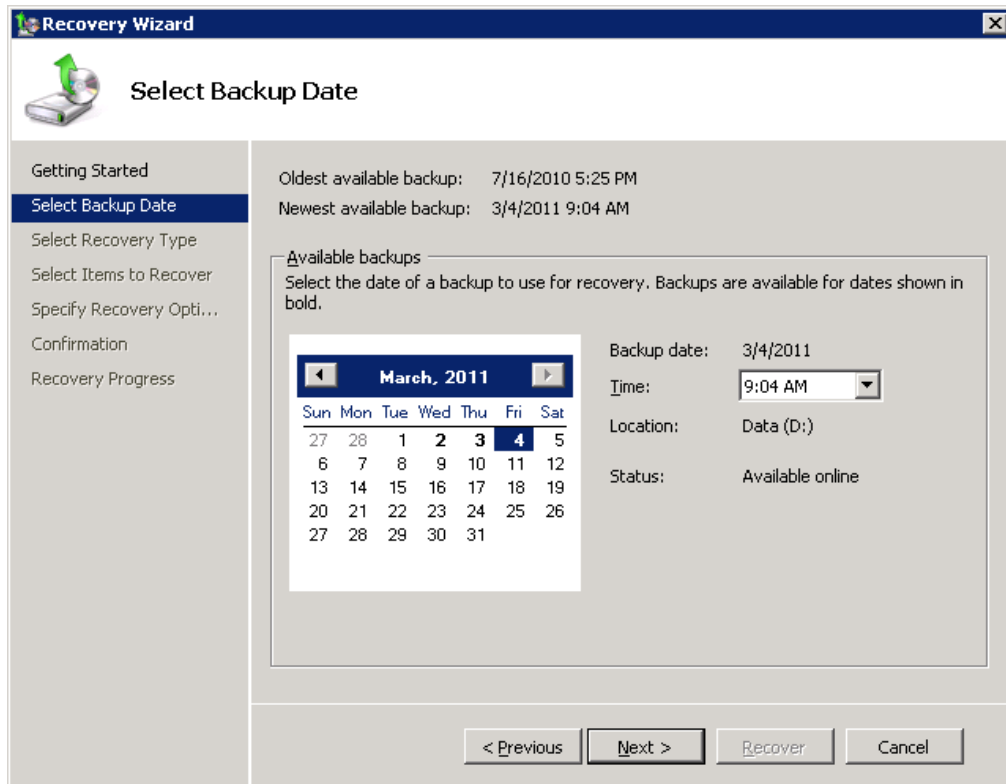 Recovery Wizard
Select Backup Date
Getting Started
Select Backup Date
Select Recovery Type
Select Items to Recover
Specify Recovery Opti...
Confirmation
Recovery Progress
Oldest available backup: 7/16/2010 5:25 PM
Newest available backup: 3/4/2011 9:04 AM
Available backups
Select the date of a backup to use for recovery. Backups are available for dates shown in
bold.
March, 2011
Sun Mon Tue Wed Thu Fri Sat
27 28 1 2 3 4 5
6 7 8 9 10 11 12
13 14 15 16 17 18 19
20 21 22 23 24 25 26
27 28 29 30 31
Backup date: 3/4/2011
Time: 9:04 AM
Location: Data (D:)
Status: Available online
< Previous
Next >
Recover
Cancel